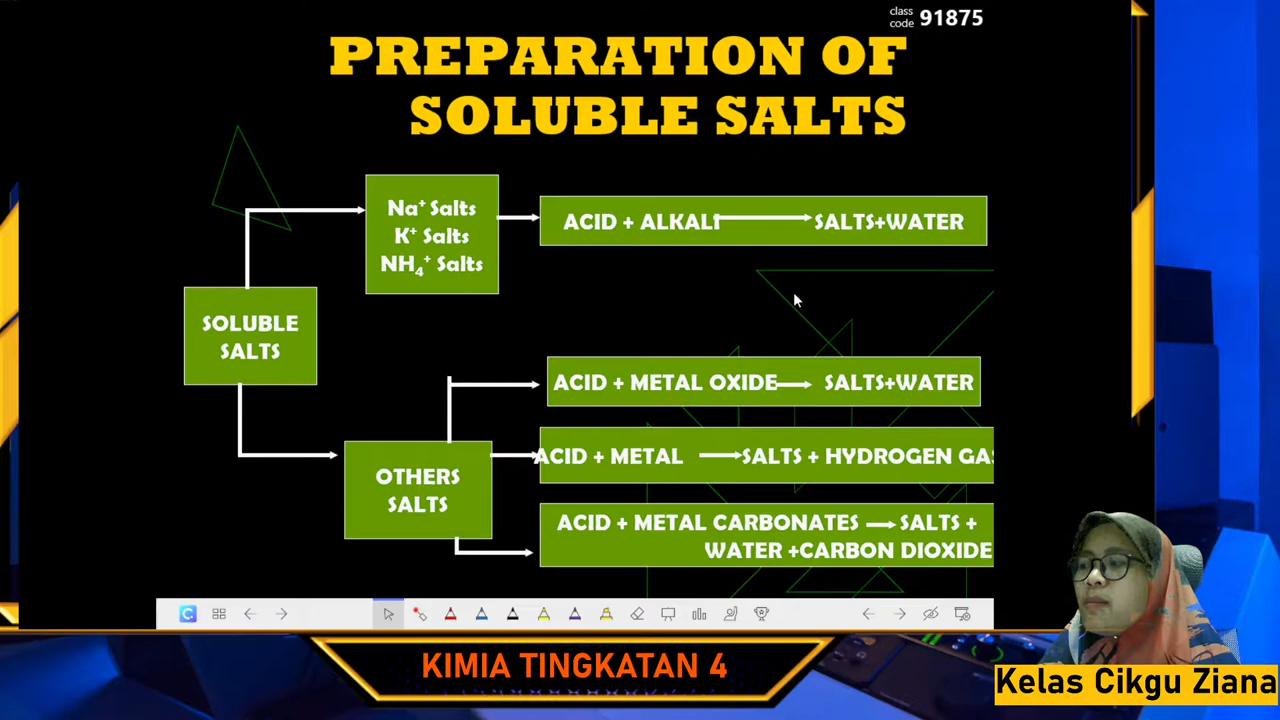 class
code 91875
PREPARATION OF
SOLUBLE SALTS
Na⁺ Salts
K⁺ Salts
NH₄⁺ Salts
ACID + ALKALI SALTS+WATER
SOLUBLE
SALTS
ACID + METAL OXIDE SALTS+WATER
OTHERS
SALTS
ACID + METAL SALTS + HYDROGEN GAS
ACID + METAL CARBONATES SALTS +
WATER +CARBON DIOXIDE
KIMIA TINGKATAN 4
Kelas Cikgu Ziana